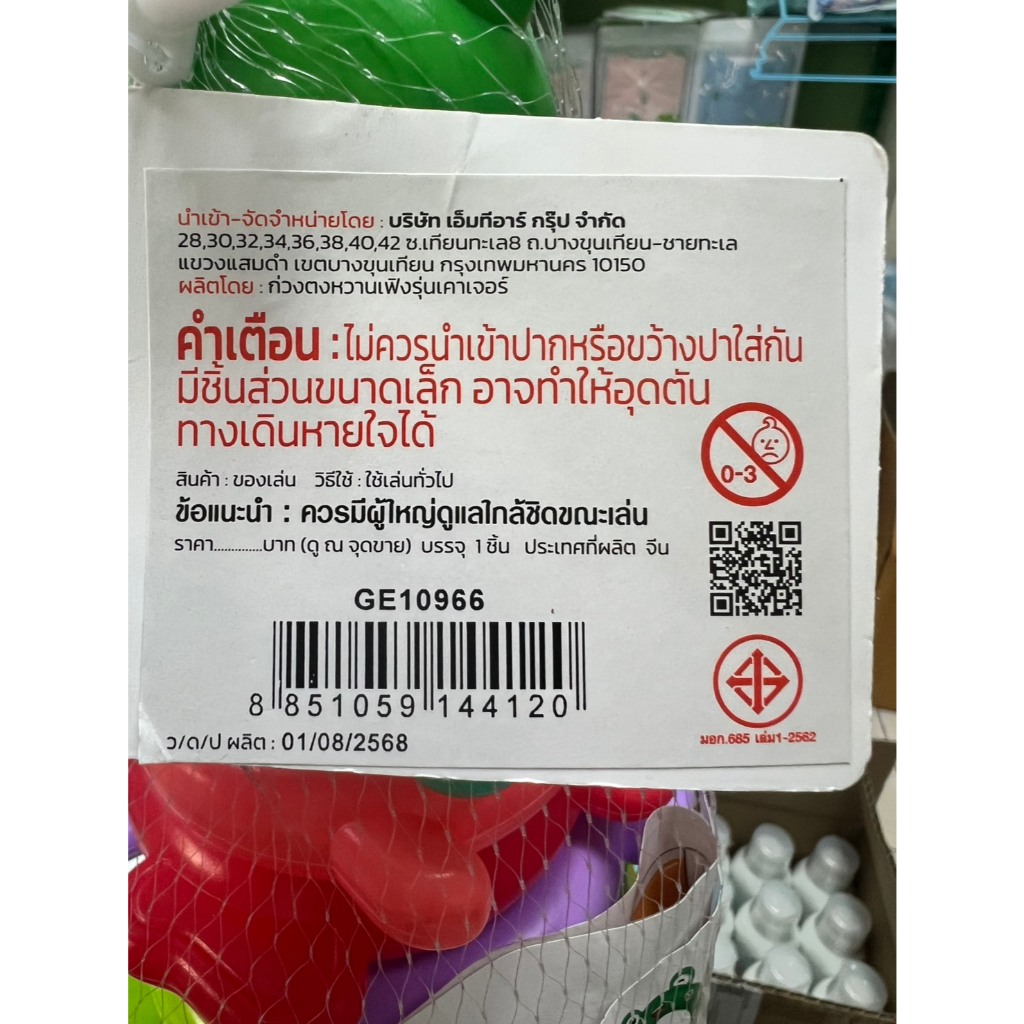 นำเข้า-จัดจำหน่ายโดย : บริษัท เอ็มทีอาร์ กรุ๊ป จำกัด
28,30,32,34,36,38,40,42 ซ.เทียนทะเล8 ถ.บางขุนเทียน-ชายทะเล
แขวงแสมดำ เขตบางขุนเทียน กรุงเทพมหานคร 10150
ผลิตโดย : ก่วงตงหวานเฟิงรุ่นเคาเจอร์
คำเตือน : ไม่ควรนำเข้าปากหรือขว้างปาใส่กัน
มีชิ้นส่วนขนาดเล็ก อาจทำให้อุดตัน
ทางเดินหายใจได้
0-3
สินค้า : ของเล่น วิธีใช้ : ใช้เล่นทั่วไป
ข้อแนะนำ : ควรมีผู้ใหญ่ดูแลใกล้ชิดขณะเล่น
ราคา..............บาท (ดู ณ จุดขาย) บรรจุ 1 ชิ้น ประเทศที่ผลิต จีน
GE10966
8 851059 144120
มอก.685 เล่ม1-2562
ว/ด/ป ผลิต : 01/08/2568